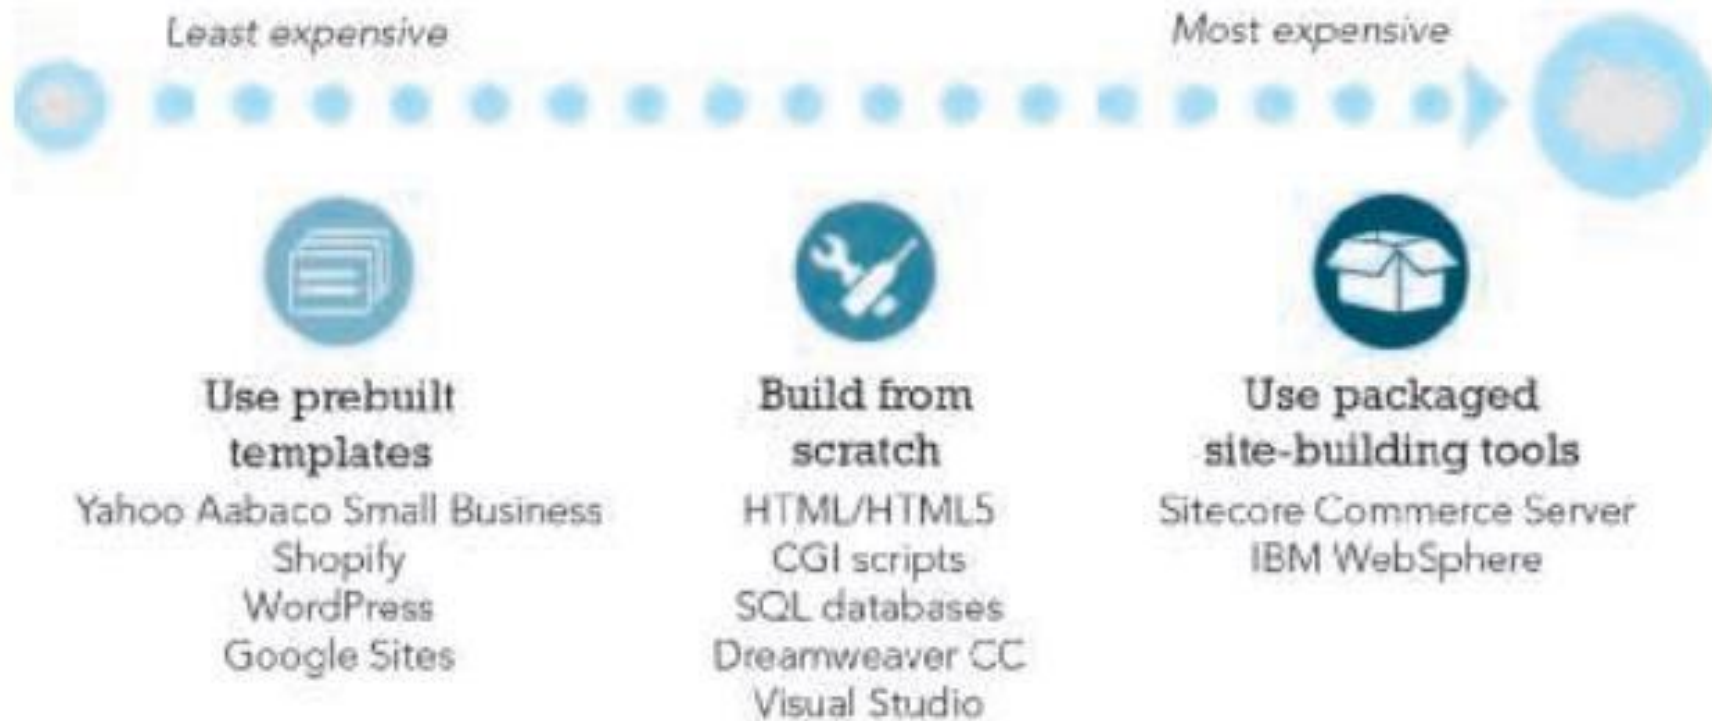 Least expensive
Most expensive
Use prebuilt
templates
Yahoo Aabaco Small Business
Shopify
WordPress
Google Sites
Build from
scratch
HTML/HTML5
CGI scripts
SQL databases
Dreamweaver CC
Visual Studio
Use packaged
site-building tools
Sitecore Commerce Server
IBM WebSphere